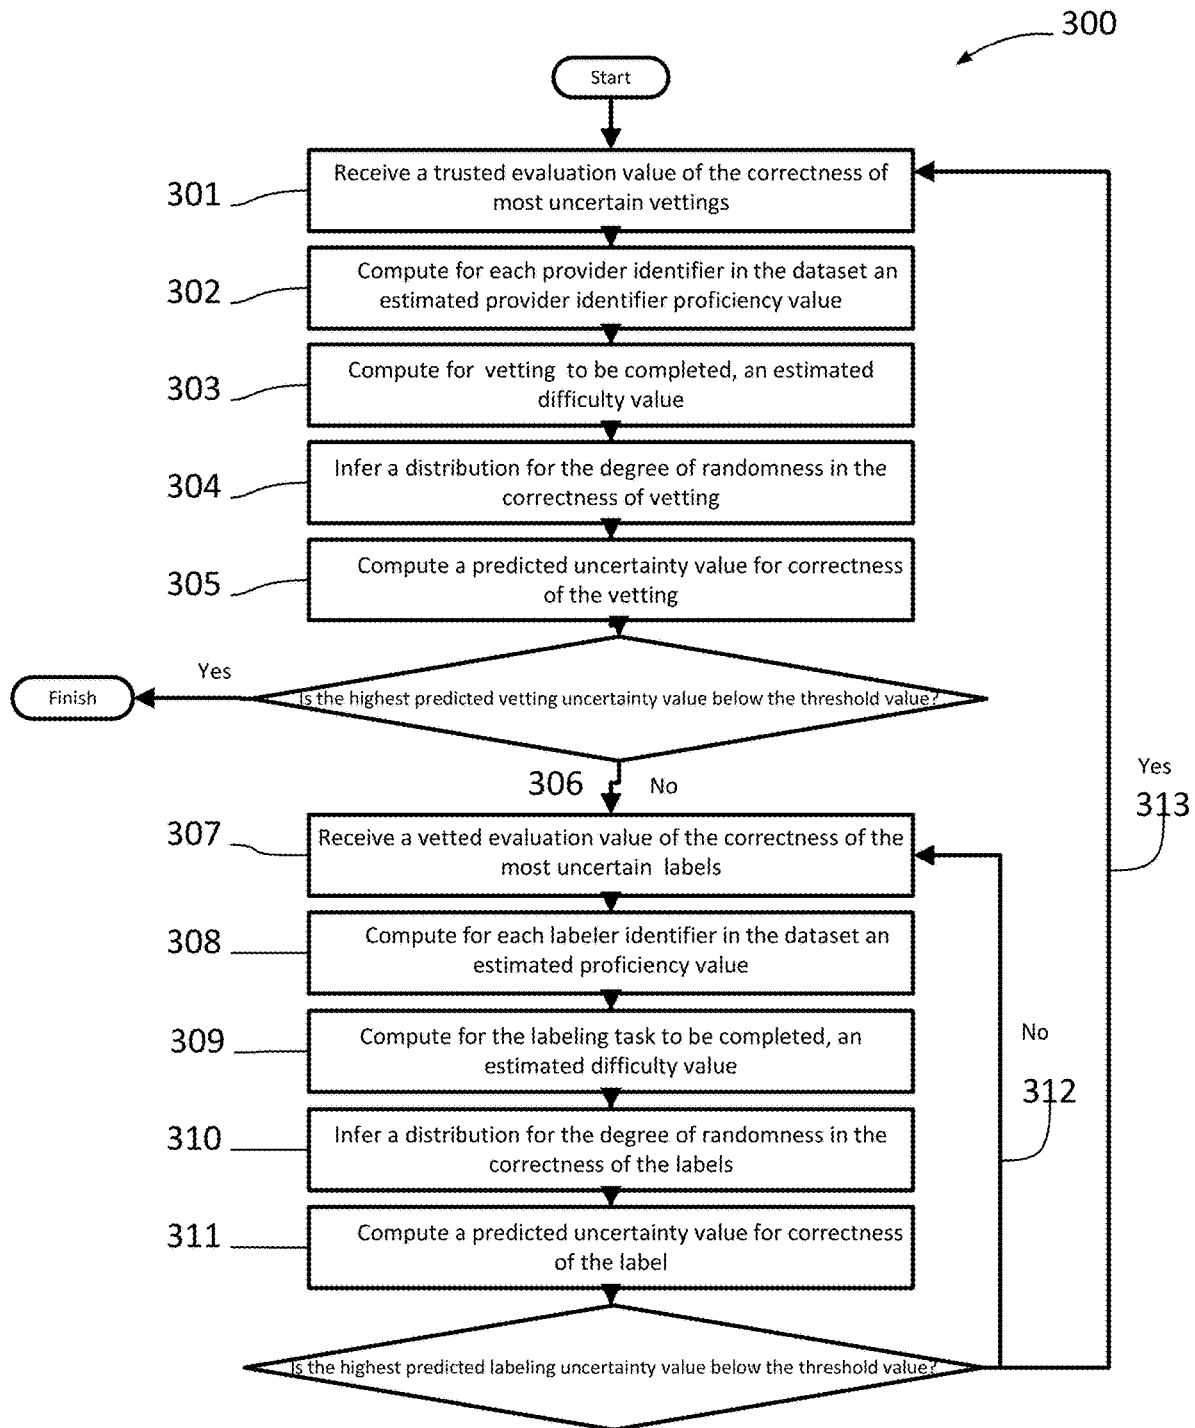 300
Start
301
Receive a trusted evaluation value of the correctness of
most uncertain vettings
302
Compute for each provider identifier in the dataset an
estimated provider identifier proficiency value
303
Compute for vetting to be completed, an estimated
difficulty value
304
Infer a distribution for the degree of randomness in the
correctness of vetting
305
Compute a predicted uncertainty value for correctness
of the vetting
Yes
Finish
Is the highest predicted vetting uncertainty value below the threshold value?
306
No
Yes
313
307
Receive a vetted evaluation value of the correctness of the
most uncertain labels
308
Compute for each labeler identifier in the dataset an
estimated proficiency value
309
Compute for the labeling task to be completed, an
estimated difficulty value
No
312
310
Infer a distribution for the degree of randomness in the
correctness of the labels
311
Compute a predicted uncertainty value for correctness
of the label
Is the highest predicted labeling uncertainty value below the threshold value?